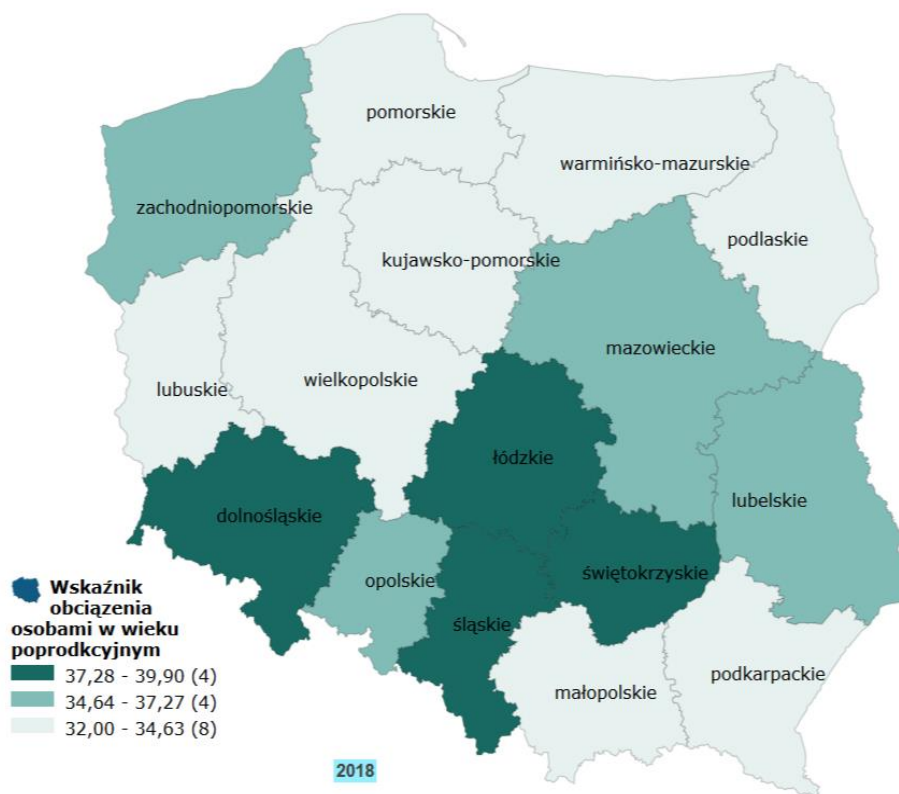 pomorskie
warmińsko-mazurskie
zachodniopomorskie
podlaskie
kujawsko-pomorskie
mazowieckie
wielkopolskie
lubuskie
łódzkie
lubelskie
dolnośląskie
opolskie
świętokrzyskie
śląskie
podkarpackie
małopolskie
Wskaźnik
obciązenia
osobami w wieku
poprodkcyjnym
37,28 - 39,90 (4)
34,64 - 37,27 (4)
32,00 - 34,63 (8)
2018